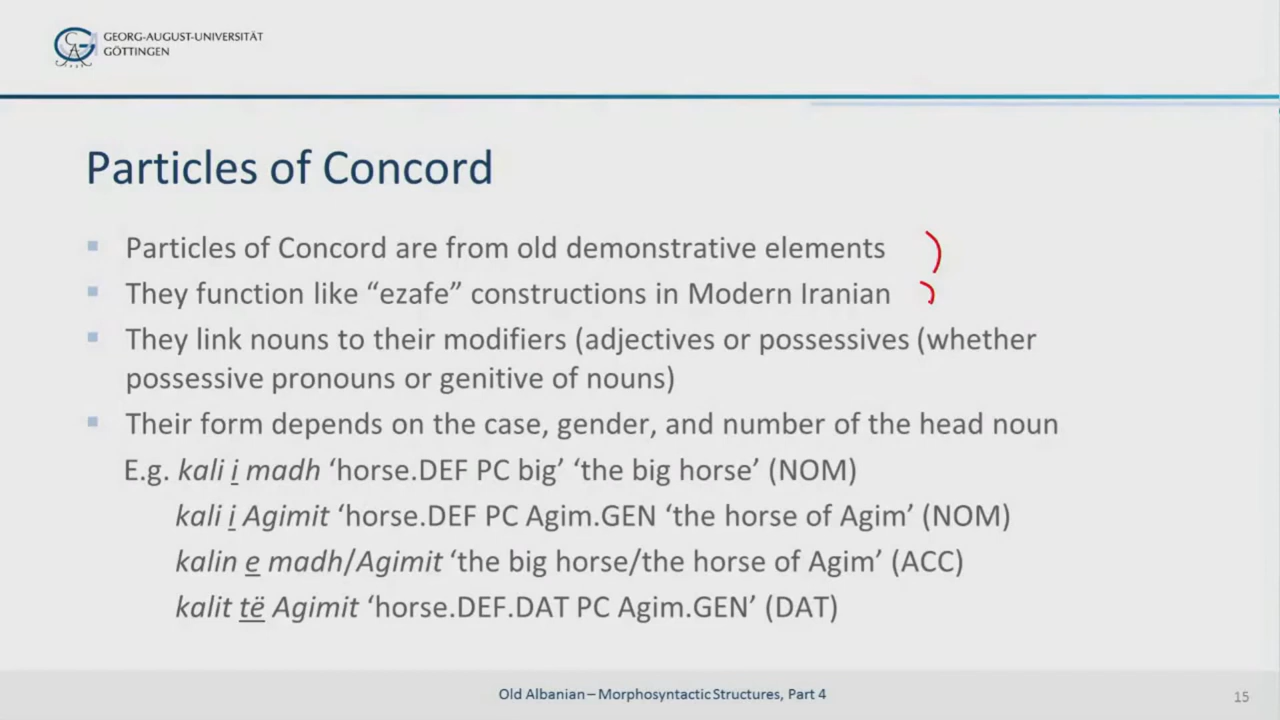 GEORG-AUGUST-UNIVERSITÄT
GÖTTINGEN
Particles of Concord
Particles of Concord are from old demonstrative elements
They function like “ezafe” constructions in Modern Iranian
They link nouns to their modifiers (adjectives or possessives (whether
possessive pronouns or genitive of nouns)
Their form depends on the case, gender, and number of the head noun
E.g. kali i madh ‘horse.DEF PC big’ ‘the big horse’ (NOM)
kali i Agimit ‘horse.DEF PC Agim.GEN ‘the horse of Agim’ (NOM)
kalin e madh/Agimit ‘the big horse/the horse of Agim’ (ACC)
kalit të Agimit ‘horse.DEF.DAT PC Agim.GEN’ (DAT)
Old Albanian – Morphosyntactic Structures, Part 4
15